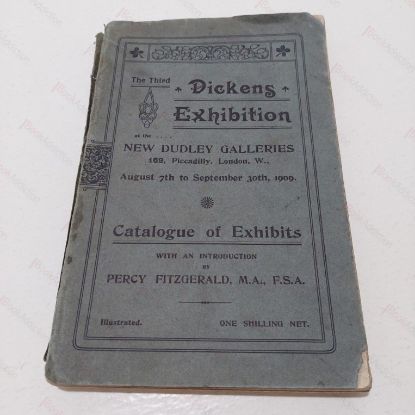 The Third
Dickens
Exhibition
at the ....
NEW DUDLEY GALLERIES
169, Piccadilly, London, W.,
August 7th to September 30th, 1909.
Catalogue of Exhibits
WITH AN INTRODUCTION
BY
PERCY FITZGERALD, M.A., F.S.A.
Illustrated. ONE SHILLING NET.